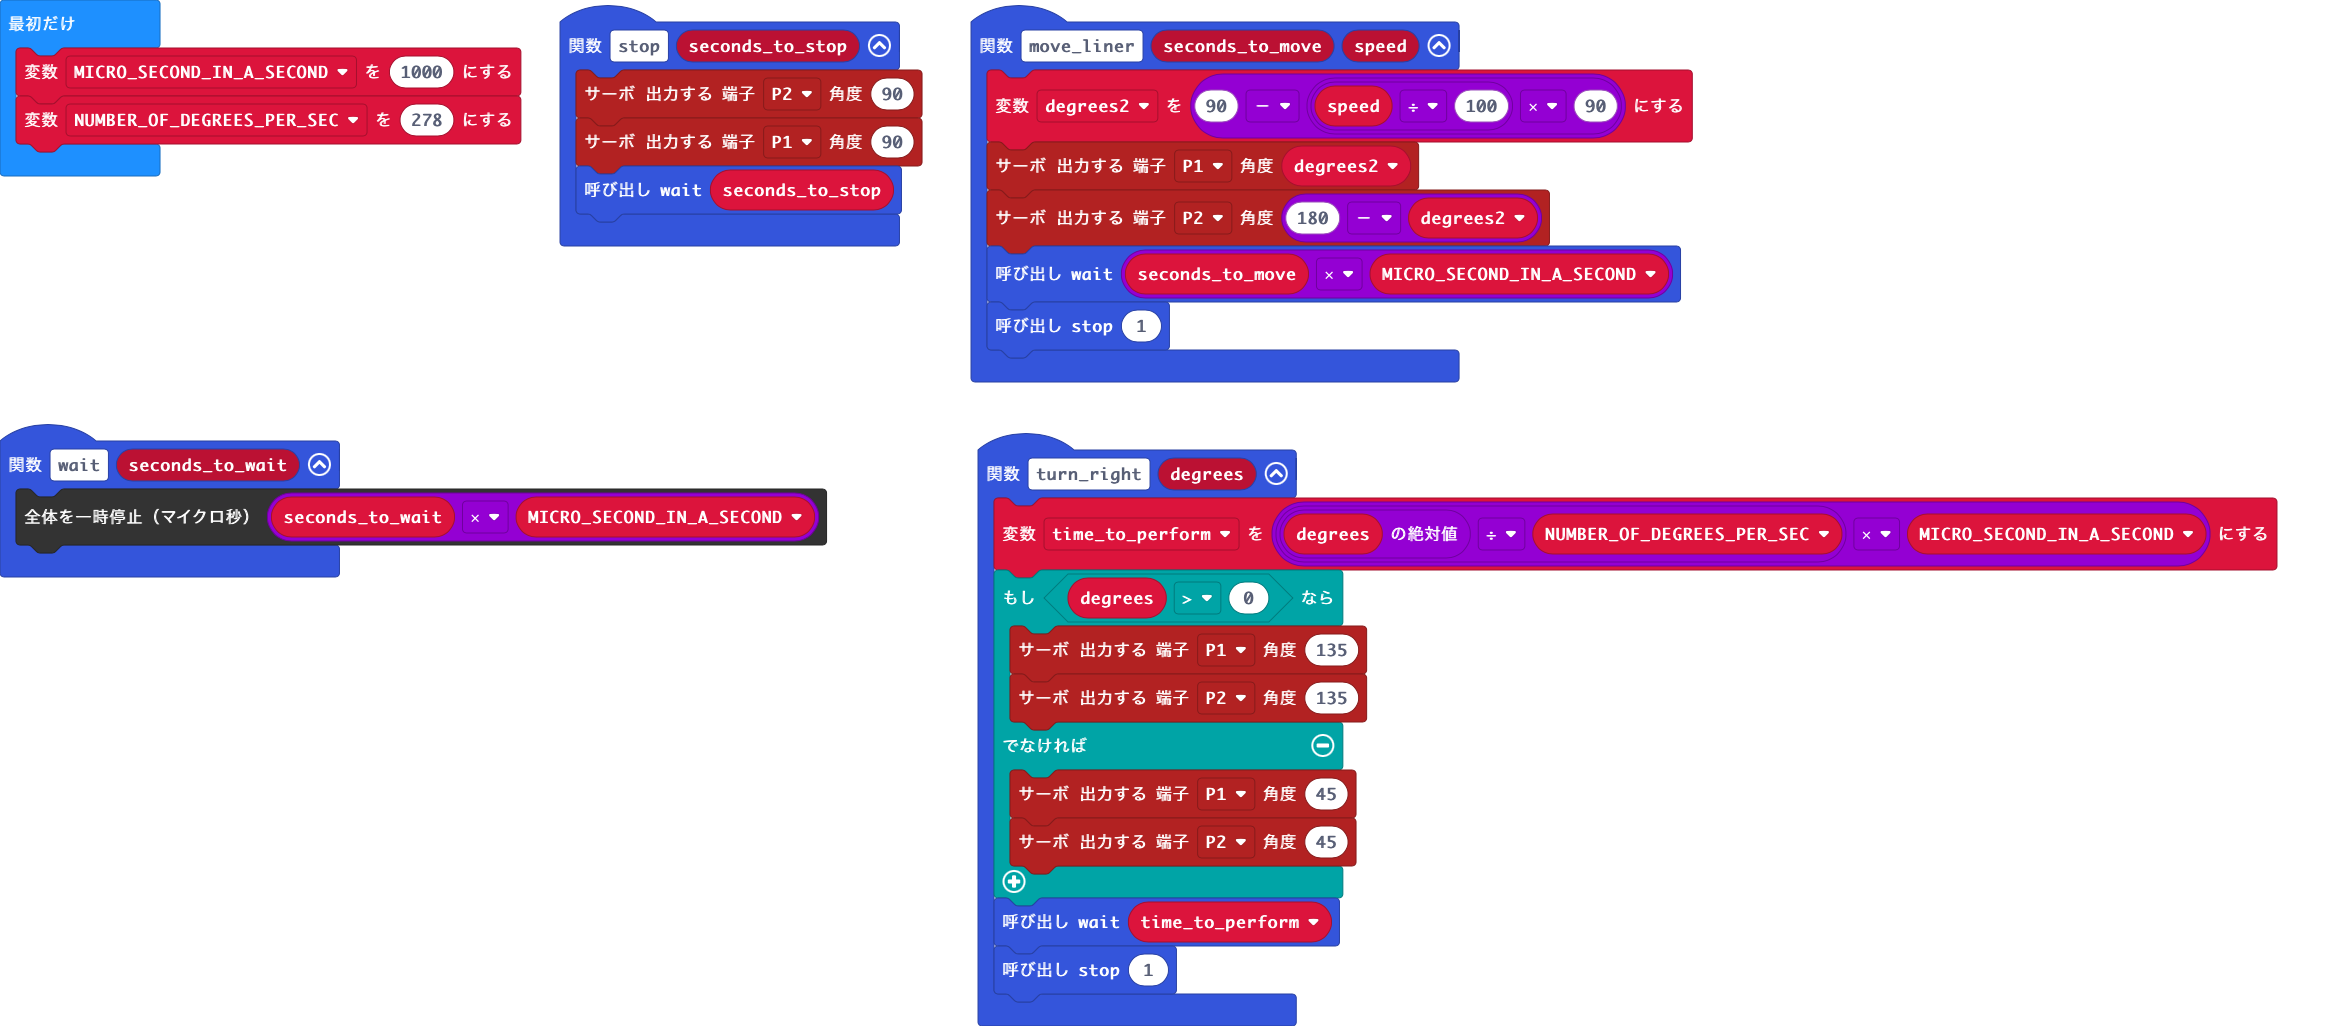 最初だけ
変数 MICRO_SECOND_IN_A_SECOND を 1000 にする
変数 NUMBER_OF_DEGREES_PER_SEC を 278 にする
関数 stop seconds_to_stop
サーボ 出力する 端子 P2 角度 90
サーボ 出力する 端子 P1 角度 90
呼び出し wait seconds_to_stop
関数 move_liner seconds_to_move speed
変数 degrees2 を 90 - speed ÷ 100 × 90 にする
サーボ 出力する 端子 P1 角度 degrees2
サーボ 出力する 端子 P2 角度 180 - degrees2
呼び出し wait seconds_to_move × MICRO_SECOND_IN_A_SECOND
呼び出し stop 1
関数 wait seconds_to_wait
全体を一時停止（マイクロ秒） seconds_to_wait × MICRO_SECOND_IN_A_SECOND
関数 turn_right degrees
変数 time_to_perform を degrees の絶対値 ÷ NUMBER_OF_DEGREES_PER_SEC × MICRO_SECOND_IN_A_SECOND にする
もし degrees > 0 なら
サーボ 出力する 端子 P1 角度 135
サーボ 出力する 端子 P2 角度 135
でなければ
サーボ 出力する 端子 P1 角度 45
サーボ 出力する 端子 P2 角度 45
呼び出し wait time_to_perform
呼び出し stop 1